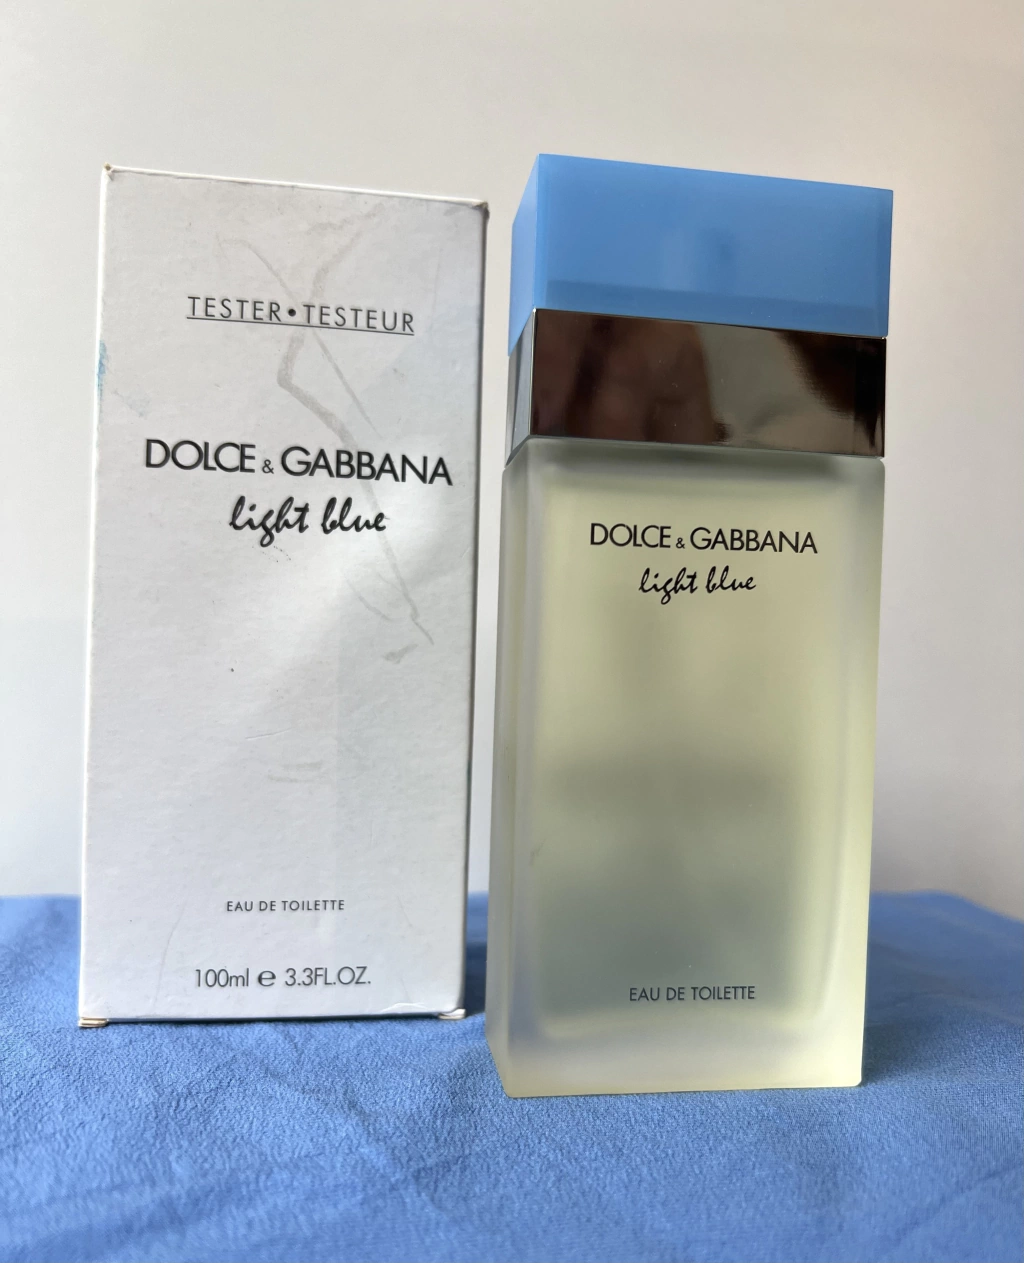 TESTER • TESTEUR
DOLCE & GABBANA
light blue
EAU DE TOILETTE
100ml ℮ 3.3FL.OZ.
DOLCE & GABBANA
light blue
EAU DE TOILETTE